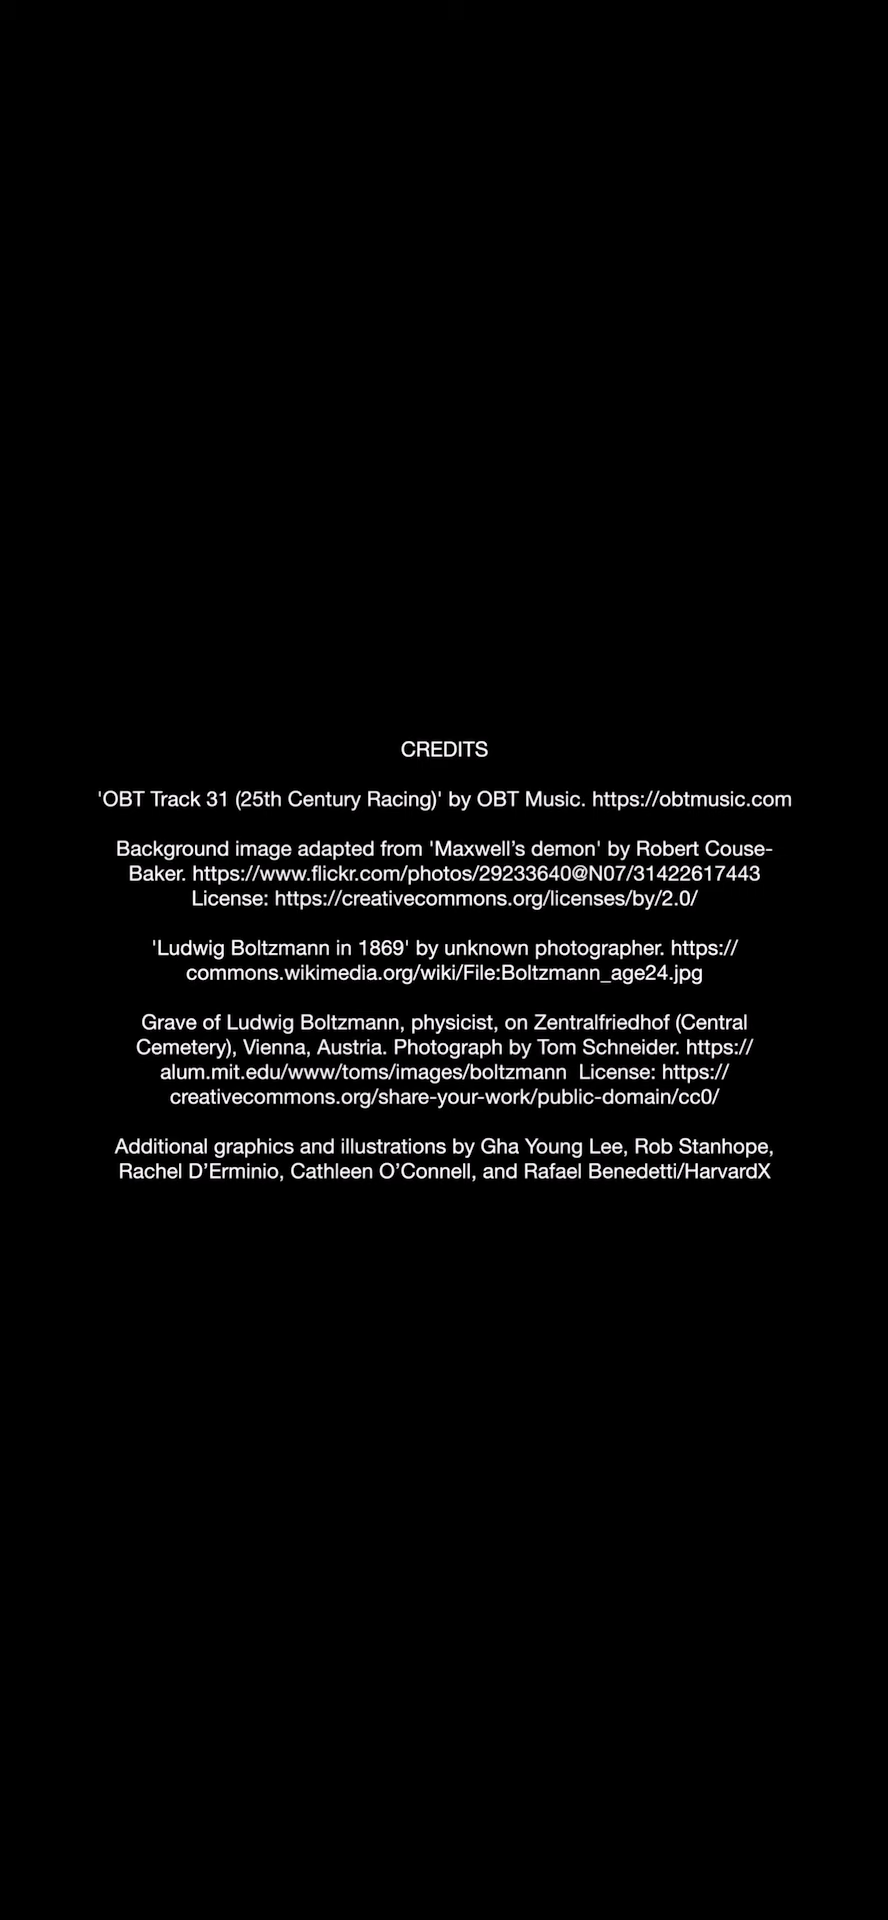 CREDITS
'OBT Track 31 (25th Century Racing)' by OBT Music. https://obtmusic.com
Background image adapted from 'Maxwell’s demon' by Robert Couse-
Baker. https://www.flickr.com/photos/29233640@N07/31422617443
License: https://creativecommons.org/licenses/by/2.0/
'Ludwig Boltzmann in 1869' by unknown photographer. https://
commons.wikimedia.org/wiki/File:Boltzmann_age24.jpg
Grave of Ludwig Boltzmann, physicist, on Zentralfriedhof (Central
Cemetery), Vienna, Austria. Photograph by Tom Schneider. https://
alum.mit.edu/www/toms/images/boltzmann  License: https://
creativecommons.org/share-your-work/public-domain/cc0/
Additional graphics and illustrations by Gha Young Lee, Rob Stanhope,
Rachel D’Erminio, Cathleen O’Connell, and Rafael Benedetti/HarvardX